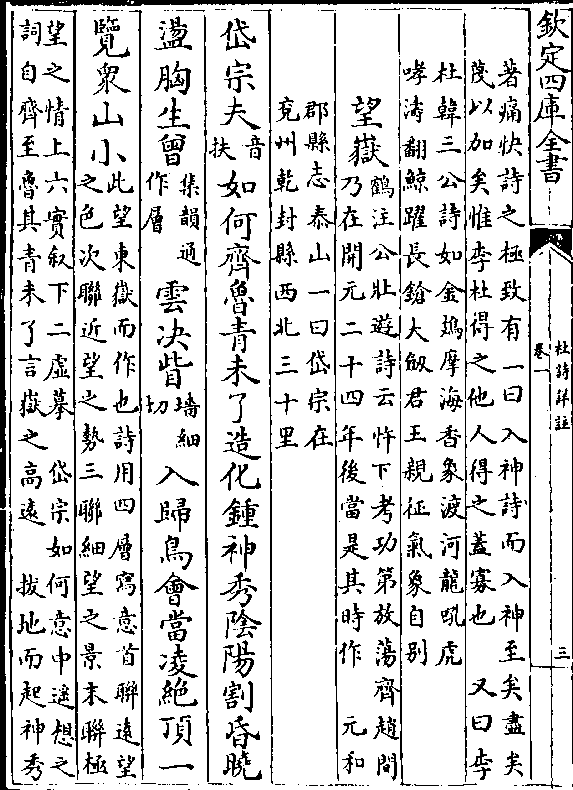 欽定四庫全書
杜詩詳註
卷一
三
著痛快詩之極致有一曰入神詩而入神至矣盡矣
蔑以加矣惟李杜得之他人得之蓋寡也　又曰李
杜韓三公詩如金鳷摩海香象渡河龍吼虎
哮濤翻鯨躍長鎗大劔君王親征氣象自别
望嶽
鶴注公壯遊詩云忤下考功第放蕩齊趙間
乃在開元二十四年後當是其時作　元和
郡縣志泰山一曰岱宗在
兖州乾封縣西北三十里
岱宗夫音扶如何齊魯青未了造化鍾神秀陰陽割昏曉
盪胸生曾集韻通作層雲決眥墻細切入歸鳥會當凌絶頂一
覽衆山小
此望東嶽而作也詩用四層寫意首聯遠望
之色次聯近望之勢三聯細望之景末聯極
望之情上六實叙下二虛摹　岱宗如何意中遙想之
詞自齊至魯其青未了言嶽之高遠　拔地而起神秀